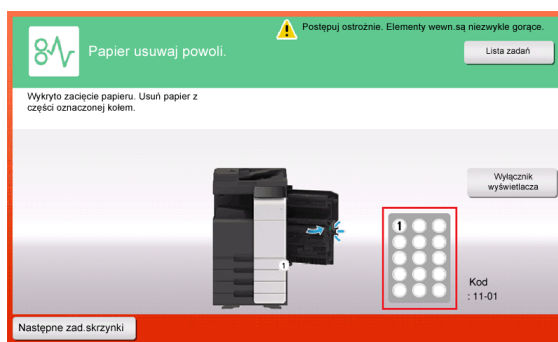 Postępuj ostrożnie. Elementy wewn.są niezwykle gorące.
Papier usuwaj powoli.
Lista zadań
Wykryto zacięcie papieru. Usuń papier z
części oznaczonej kołem.
Wyłącznik
wyświetlacza
1
1
Kod
: 11-01
Następne zad.skrzynki